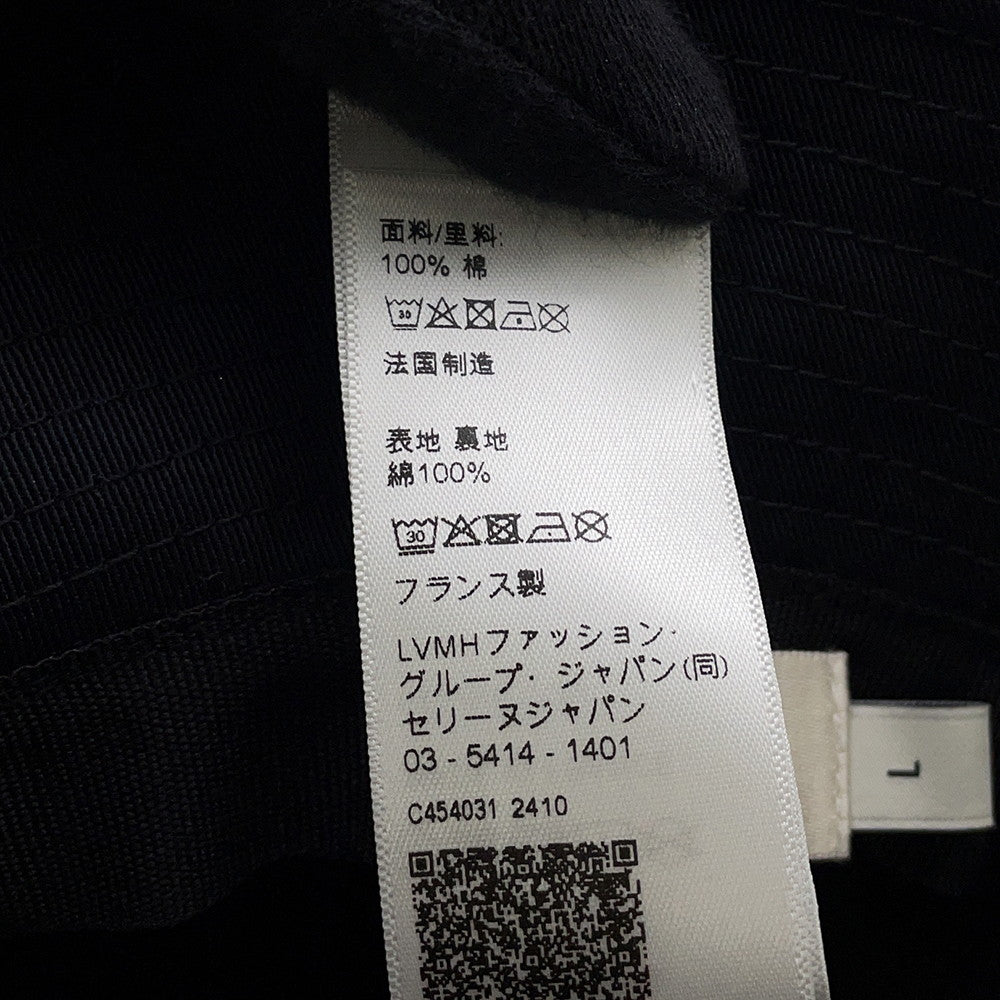 面料/里料:
100% 棉
30
法国制造
表地 裏地
綿100%
30
フランス製
LVMHファッション・
グループ・ジャパン(同)
セリーヌジャパン
03 - 5414 - 1401
C454031 2410
L